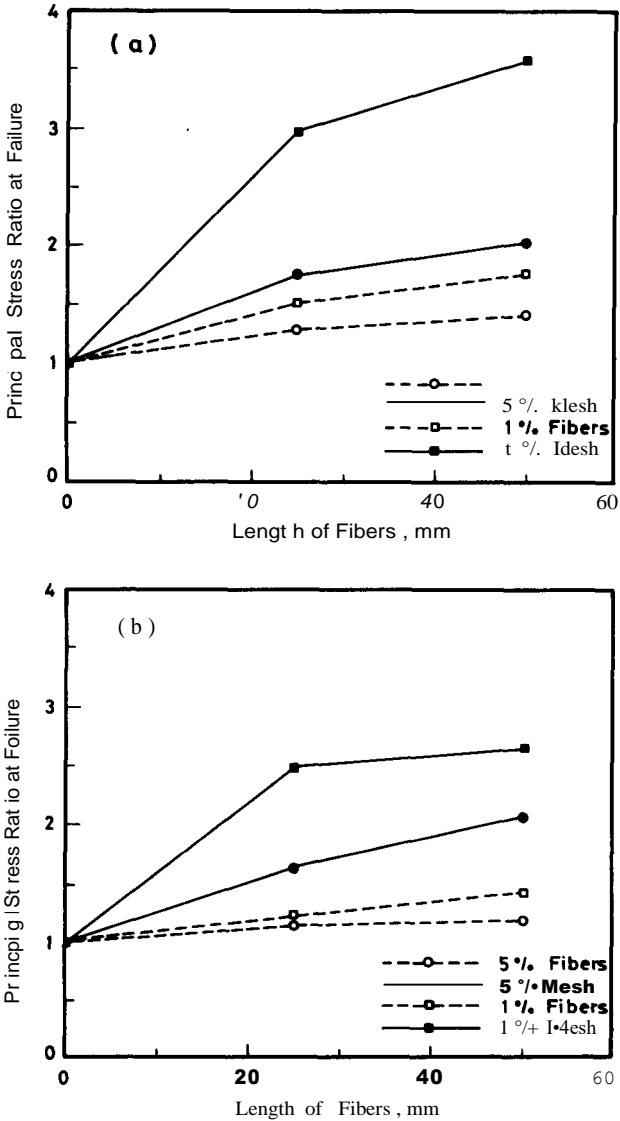 4
(a)
3
2
1
0
Princ pal Stress Ratio at Failure
5 °/. klesh
1 % Fibers
t °/. Idesh
0 '0 40 60
Lengt h of Fibers , mm
4
(b)
3
2
1
0
Pr incpi g | St ress Rat io at Foilure
5 % Fibers
5 °/•Mesh
1 % Fibers
1 °/+ I•4esh
0 20 40 60
Length of Fibers , mm